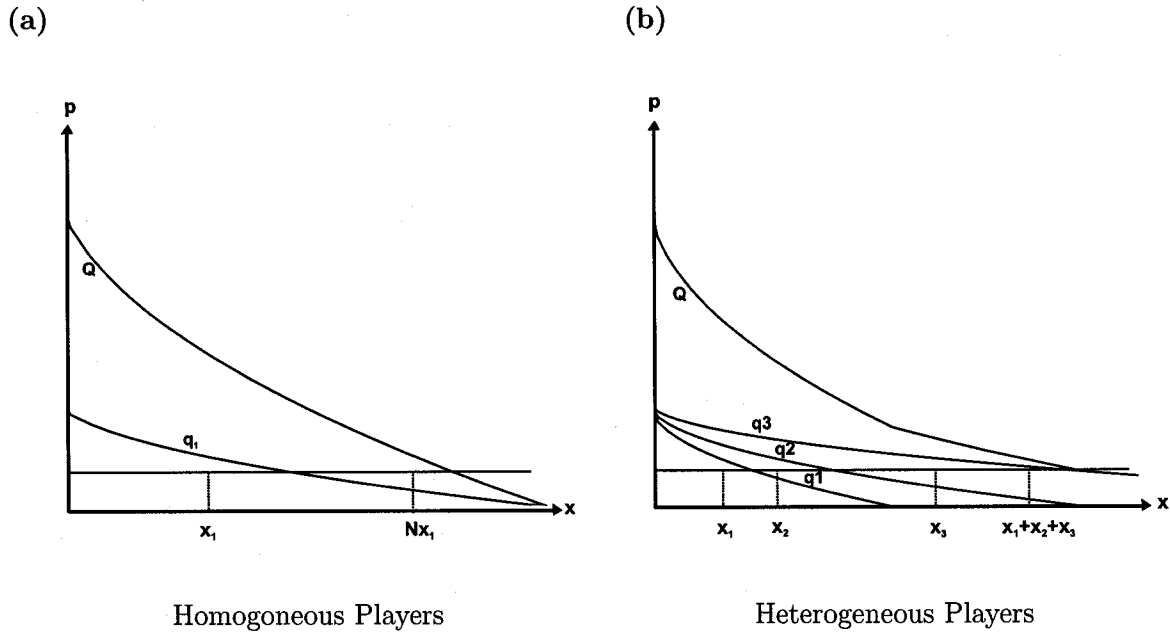 (a)
p
Q
q₁
x
x₁
Nx₁
Homogoneous Players
(b)
p
Q
q3
q2
q1
x
x₁
x₂
x₃
x₁+x₂+x₃
Heterogeneous Players